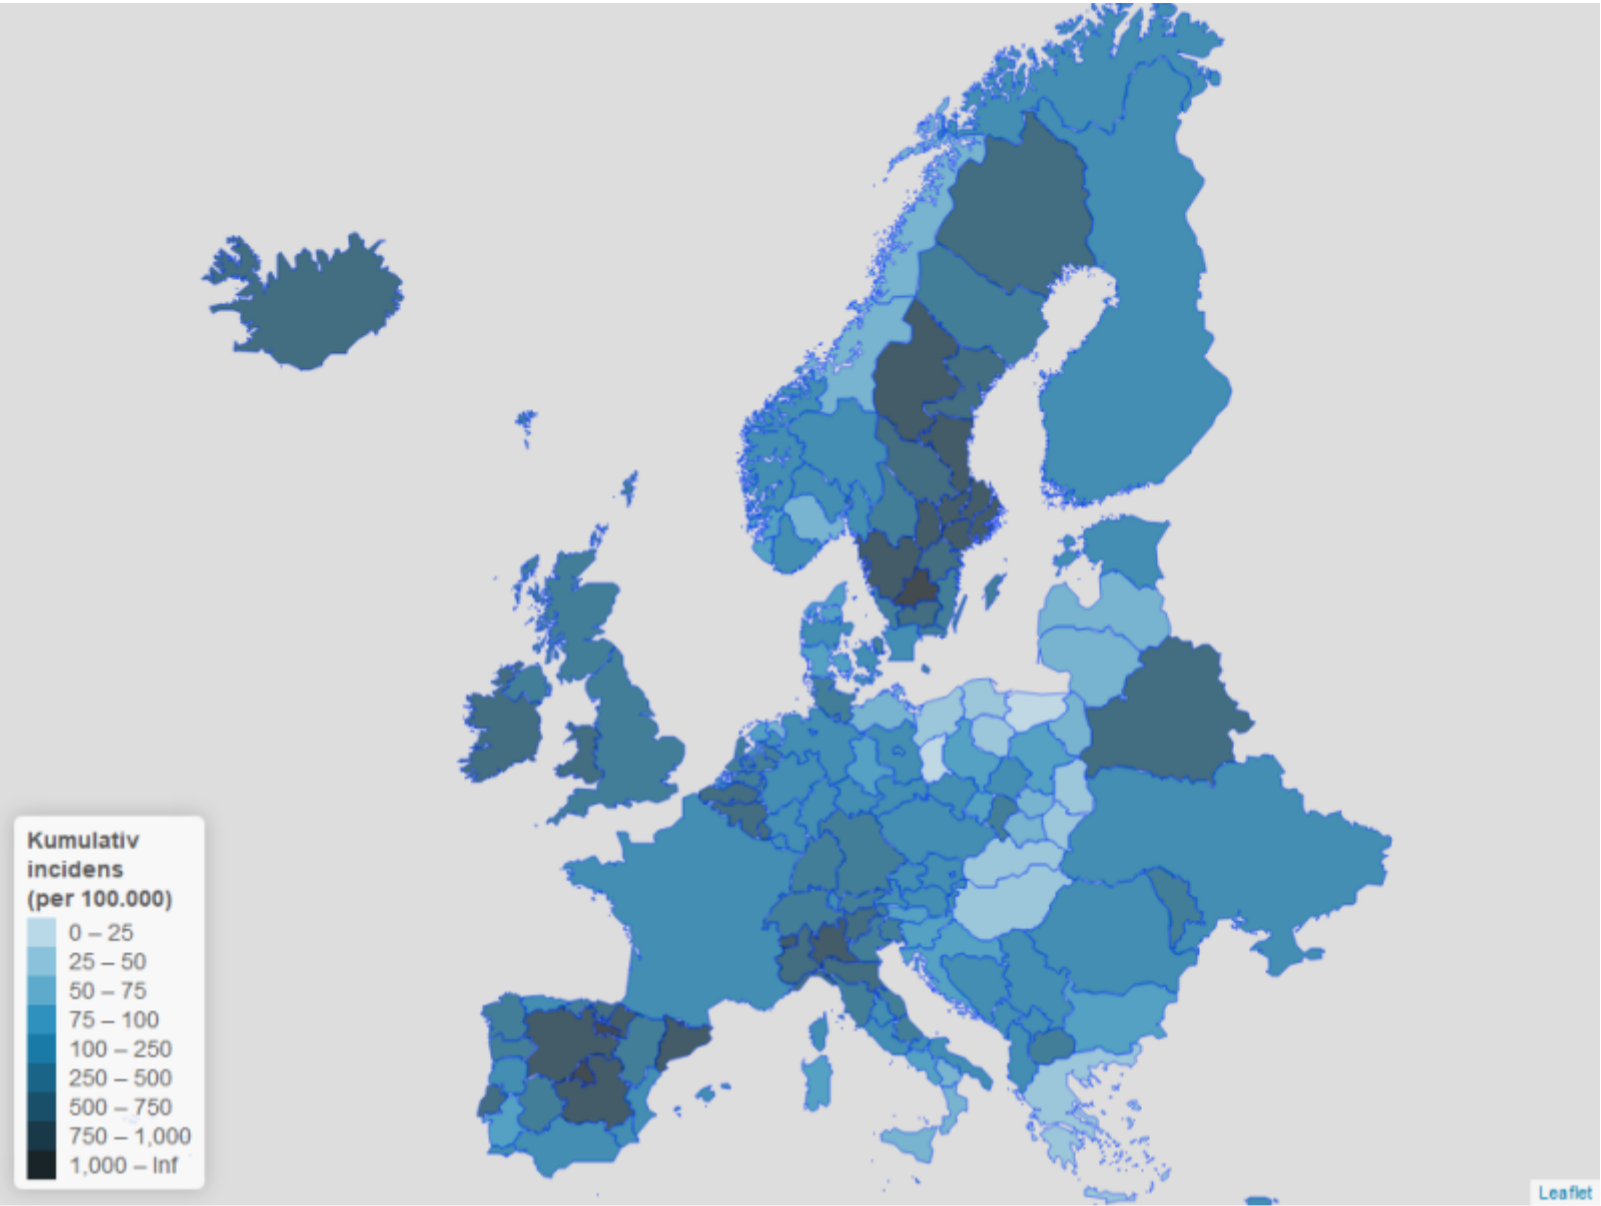 Kumulativ
incidens
(per 100.000)
0 – 25
25 – 50
50 – 75
75 – 100
100 – 250
250 – 500
500 – 750
750 – 1,000
1,000 – Inf
Leaflet